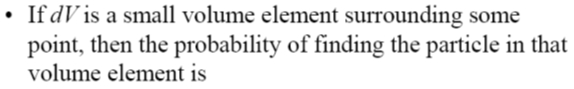 • If dV is a small volume element surrounding some
point, then the probability of finding the particle in that
volume element is